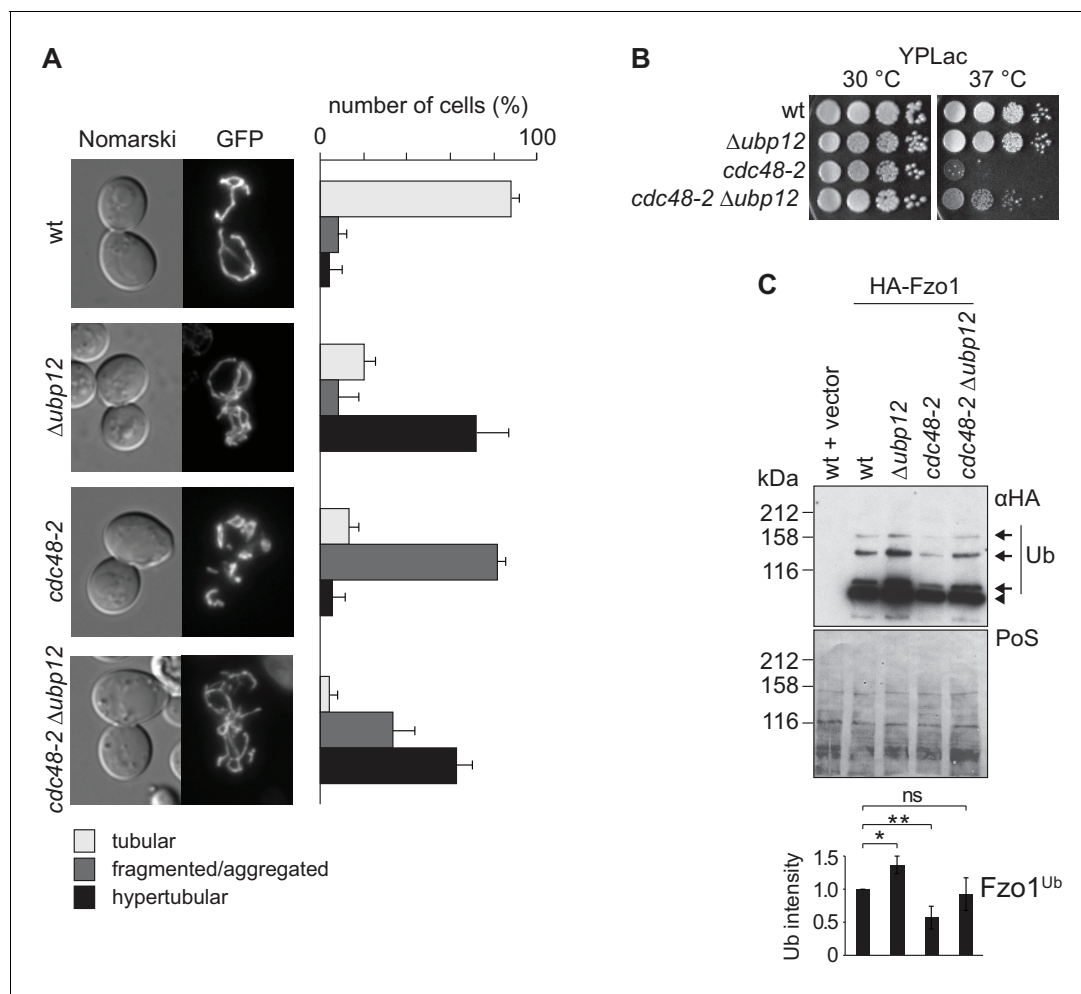 A
number of cells (%)
0 100
Nomarski GFP
wt
Δubp12
cdc48-2
cdc48-2 Δubp12
tubular
fragmented/aggregated
hypertubular
B
YPLac
30 °C 37 °C
wt
Δubp12
cdc48-2
cdc48-2 Δubp12
C
HA-Fzo1
wt + vector
wt
Δubp12
cdc48-2
cdc48-2 Δubp12
kDa
αHA
212
158
116
Ub
PoS
212
158
116
ns
**
*
1.5
1.0
0.5
0
Ub intensity
Fzo1Ub